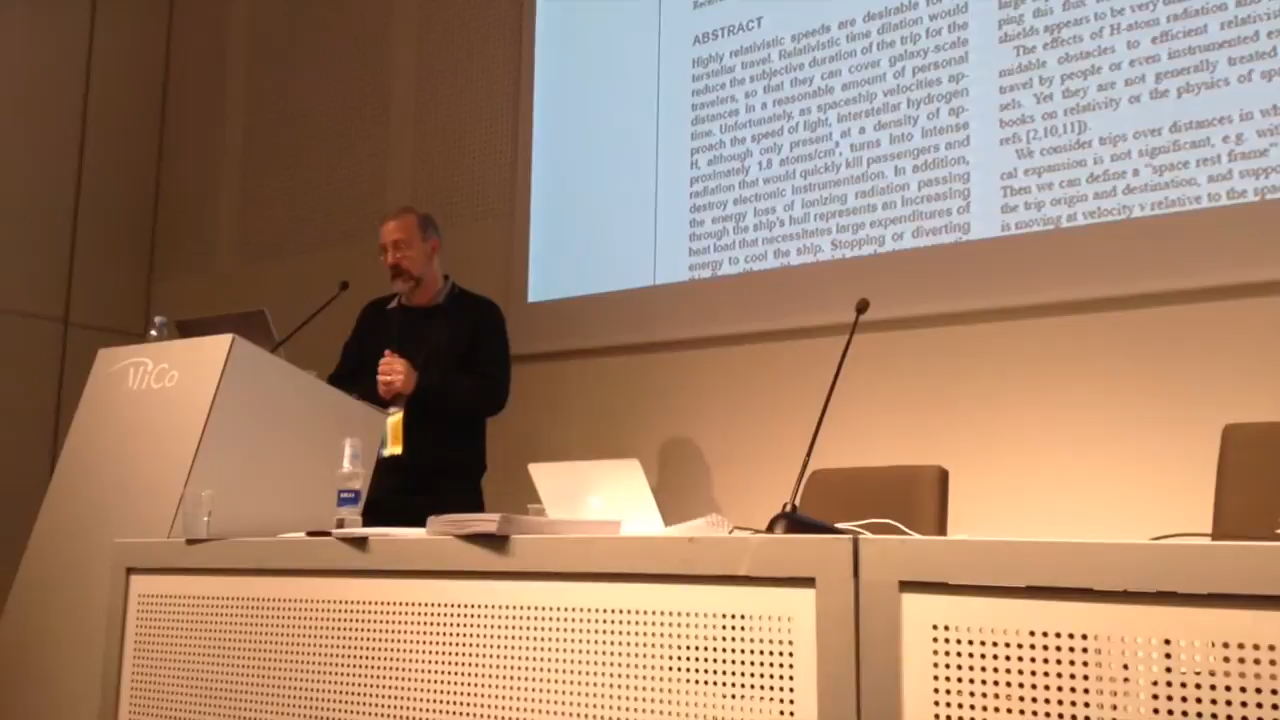 ABSTRACT
Highly relativistic speeds are desirable for
terstellar travel. Relativistic time dilation would
reduce the subjective duration of the trip for the
travelers, so that they can cover galaxy-scale
distances in a reasonable amount of personal
time. Unfortunately, as spaceship velocities ap-
proach the speed of light, interstellar hydrogen
H, although only present at a density of ap-
proximately 1.8 atoms/cm³, turns into intense
radiation that would quickly kill passengers and
destroy electronic instrumentation. In addition,
the energy loss of ionizing radiation passing
through the ship's hull represents an increasing
heat load that necessitates large expenditures of
energy to cool the ship. Stopping or diverting
ping this flux
shields appears to be very
The effects of H-atom radiation and
midable obstacles to efficient relativi
travel by people or even instrumented
sels. Yet they are not generally treated
books on relativity or the physics of sp
refs [2,10,11]).
We consider trips over distances in wh
cal expansion is not significant, e.g. wi
Then we can define a "space rest frame"
the trip origin and destination, and suppo
is moving at velocity v relative to the spa
MiCo